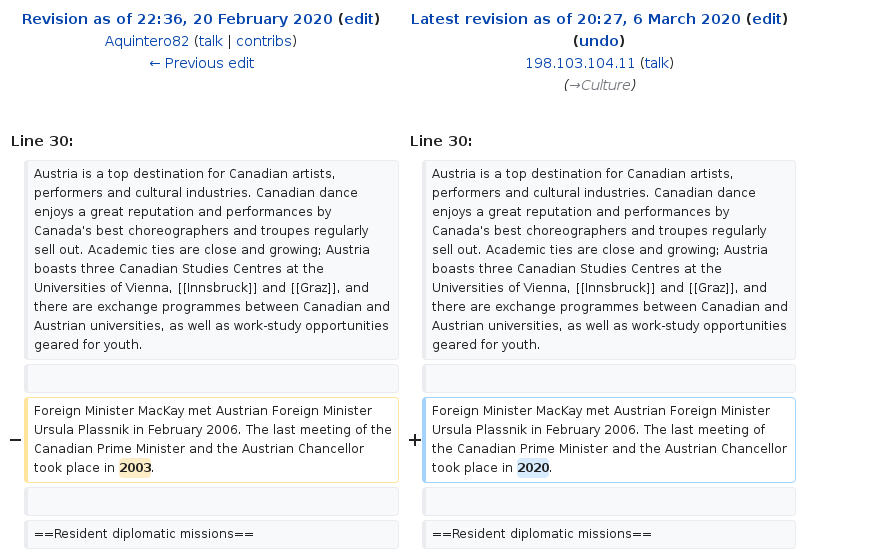 Revision as of 22:36, 20 February 2020 (edit)
Aquintero82 (talk | contribs)
← Previous edit
Latest revision as of 20:27, 6 March 2020 (edit)
(undo)
198.103.104.11 (talk)
(→Culture)
Line 30:
Line 30:
Austria is a top destination for Canadian artists,
performers and cultural industries. Canadian dance
enjoys a great reputation and performances by
Canada's best choreographers and troupes regularly
sell out. Academic ties are close and growing; Austria
boasts three Canadian Studies Centres at the
Universities of Vienna, [[Innsbruck]] and [[Graz]], and
there are exchange programmes between Canadian and
Austrian universities, as well as work-study opportunities
geared for youth.
Austria is a top destination for Canadian artists,
performers and cultural industries. Canadian dance
enjoys a great reputation and performances by
Canada's best choreographers and troupes regularly
sell out. Academic ties are close and growing; Austria
boasts three Canadian Studies Centres at the
Universities of Vienna, [[Innsbruck]] and [[Graz]], and
there are exchange programmes between Canadian and
Austrian universities, as well as work-study opportunities
geared for youth.
− Foreign Minister MacKay met Austrian Foreign Minister
Ursula Plassnik in February 2006. The last meeting of the
Canadian Prime Minister and the Austrian Chancellor
took place in 2003.
+ Foreign Minister MacKay met Austrian Foreign Minister
Ursula Plassnik in February 2006. The last meeting of
the Canadian Prime Minister and the Austrian Chancellor
took place in 2020.
==Resident diplomatic missions==
==Resident diplomatic missions==